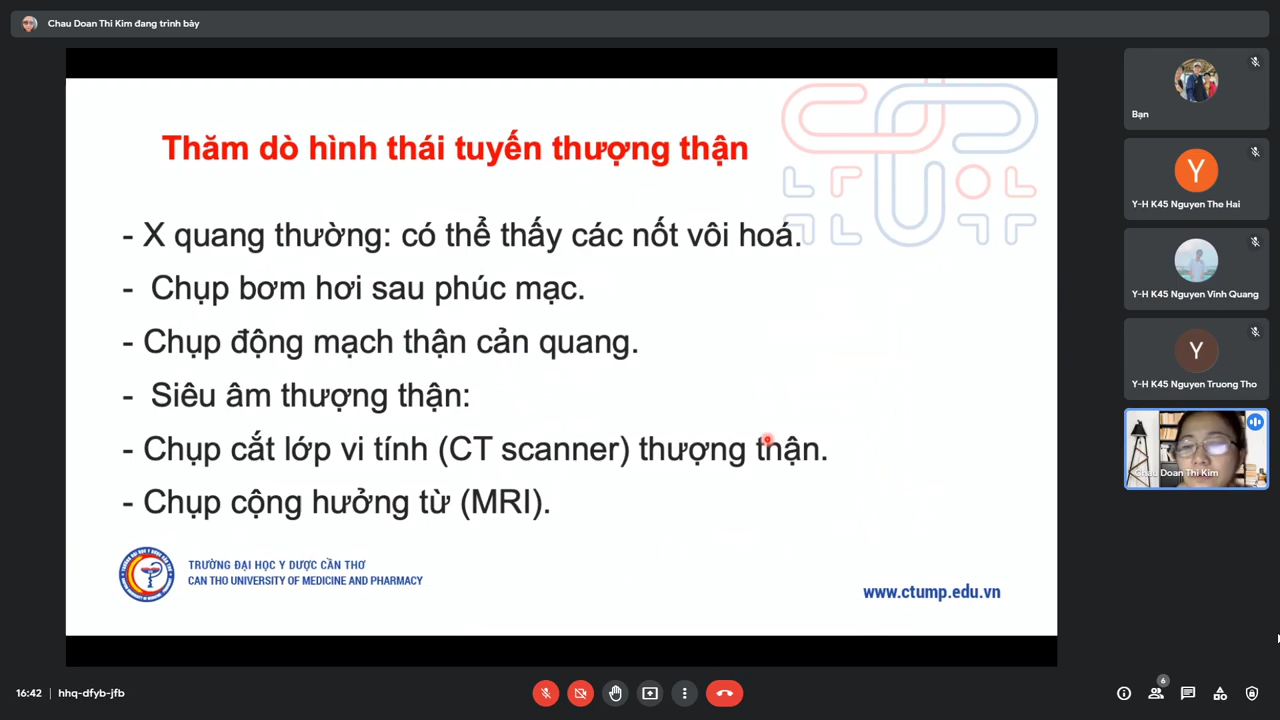 Chau Doan Thi Kim đang trình bày
Thăm dò hình thái tuyến thượng thận
- X quang thường: có thể thấy các nốt vôi hoá.
- Chụp bơm hơi sau phúc mạc.
- Chụp động mạch thận cản quang.
- Siêu âm thượng thận:
- Chụp cắt lớp vi tính (CT scanner) thượng thận.
- Chụp cộng hưởng từ (MRI).
TRƯỜNG ĐẠI HỌC Y DƯỢC CẦN THƠ
CAN THO UNIVERSITY OF MEDICINE AND PHARMACY
www.ctump.edu.vn
Bạn
Y
Y-H K45 Nguyen The Hai
Y-H K45 Nguyen Vinh Quang
Y
Y-H K45 Nguyen Truong Tho
Chau Doan Thi Kim
16:42 | hhq-dfyb-jfb
6